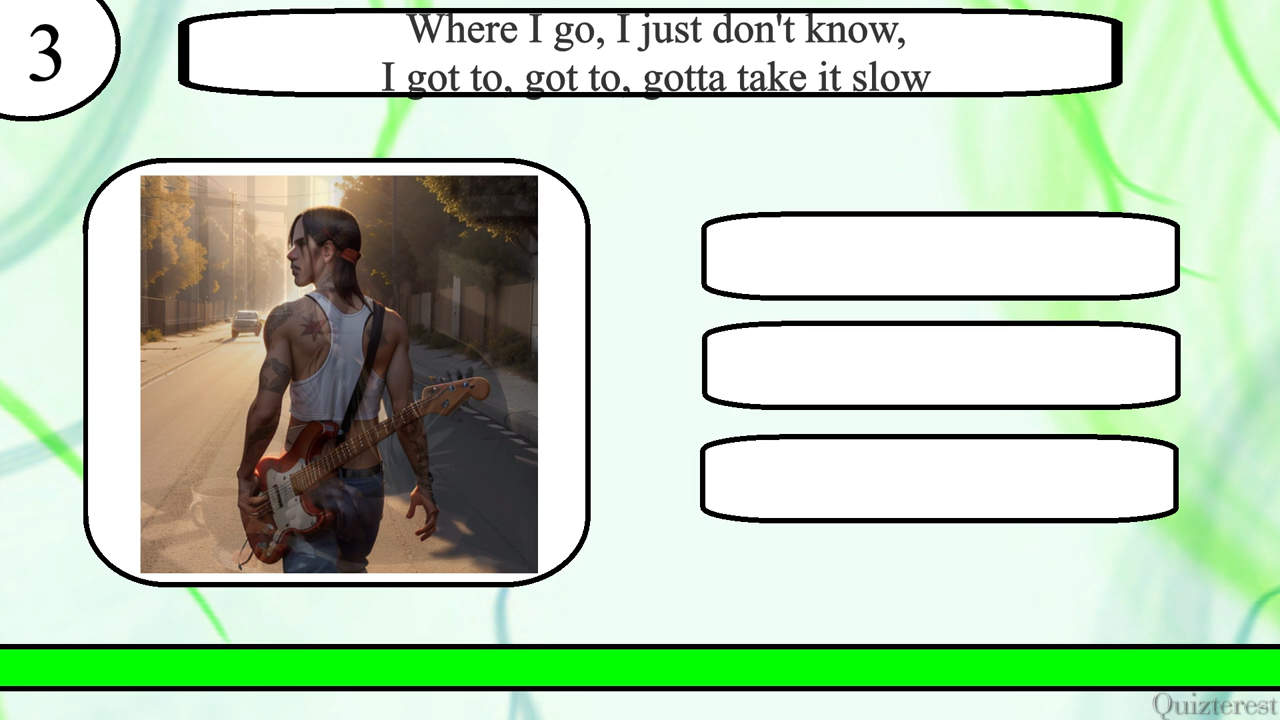 3
Where I go, I just don't know,
I got to, got to, gotta take it slow
Quizterest